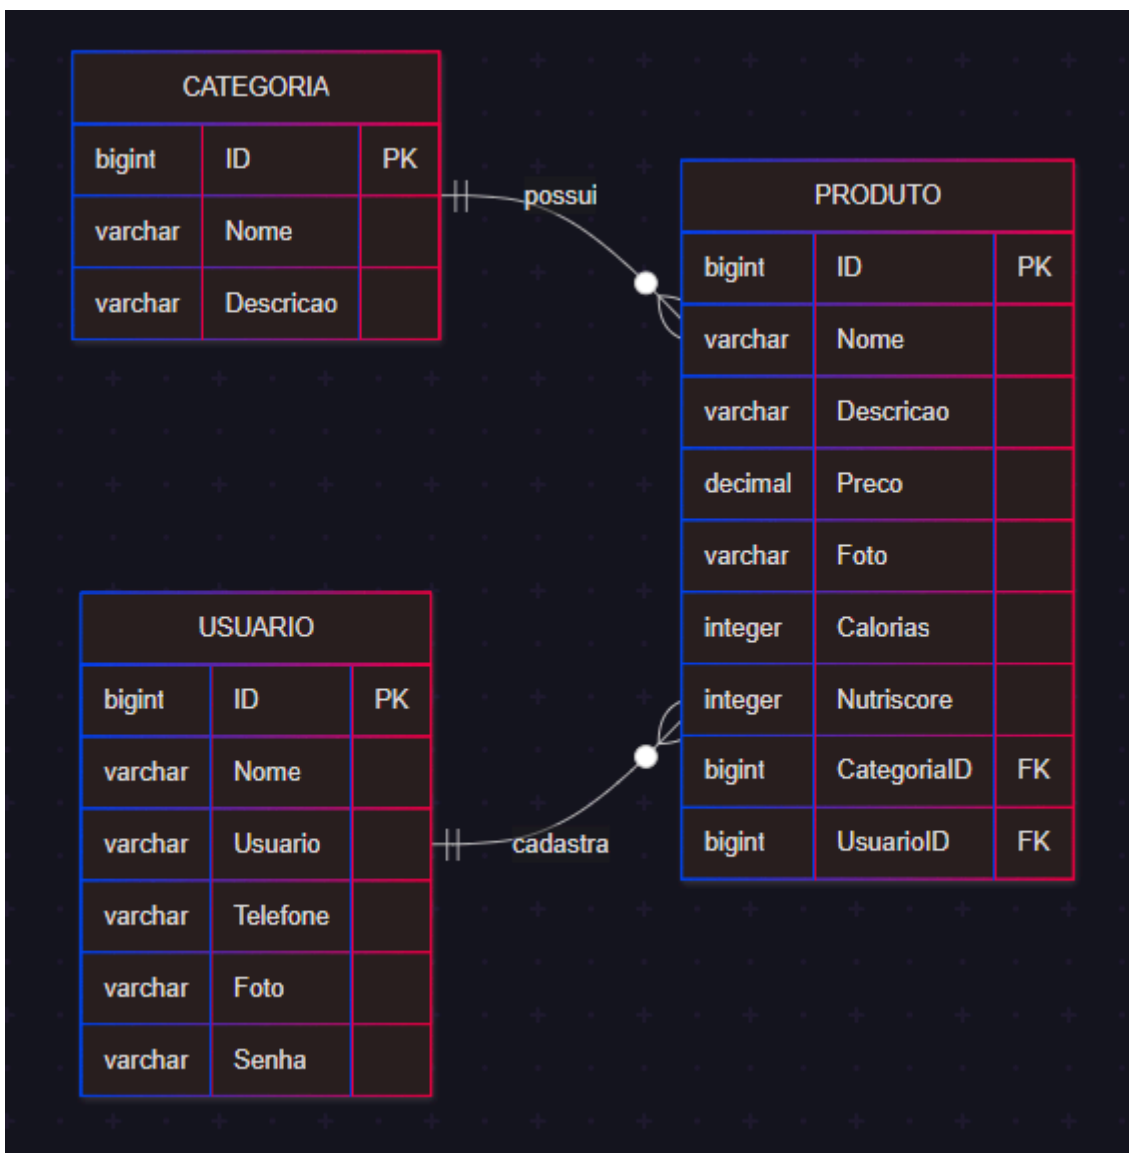 CATEGORIA
bigint ID PK
varchar Nome
varchar Descricao
possui
PRODUTO
bigint ID PK
varchar Nome
varchar Descricao
decimal Preco
varchar Foto
integer Calorias
integer Nutriscore
bigint CategoriaID FK
bigint UsuarioID FK
USUARIO
bigint ID PK
varchar Nome
varchar Usuario
varchar Telefone
varchar Foto
varchar Senha
cadastra